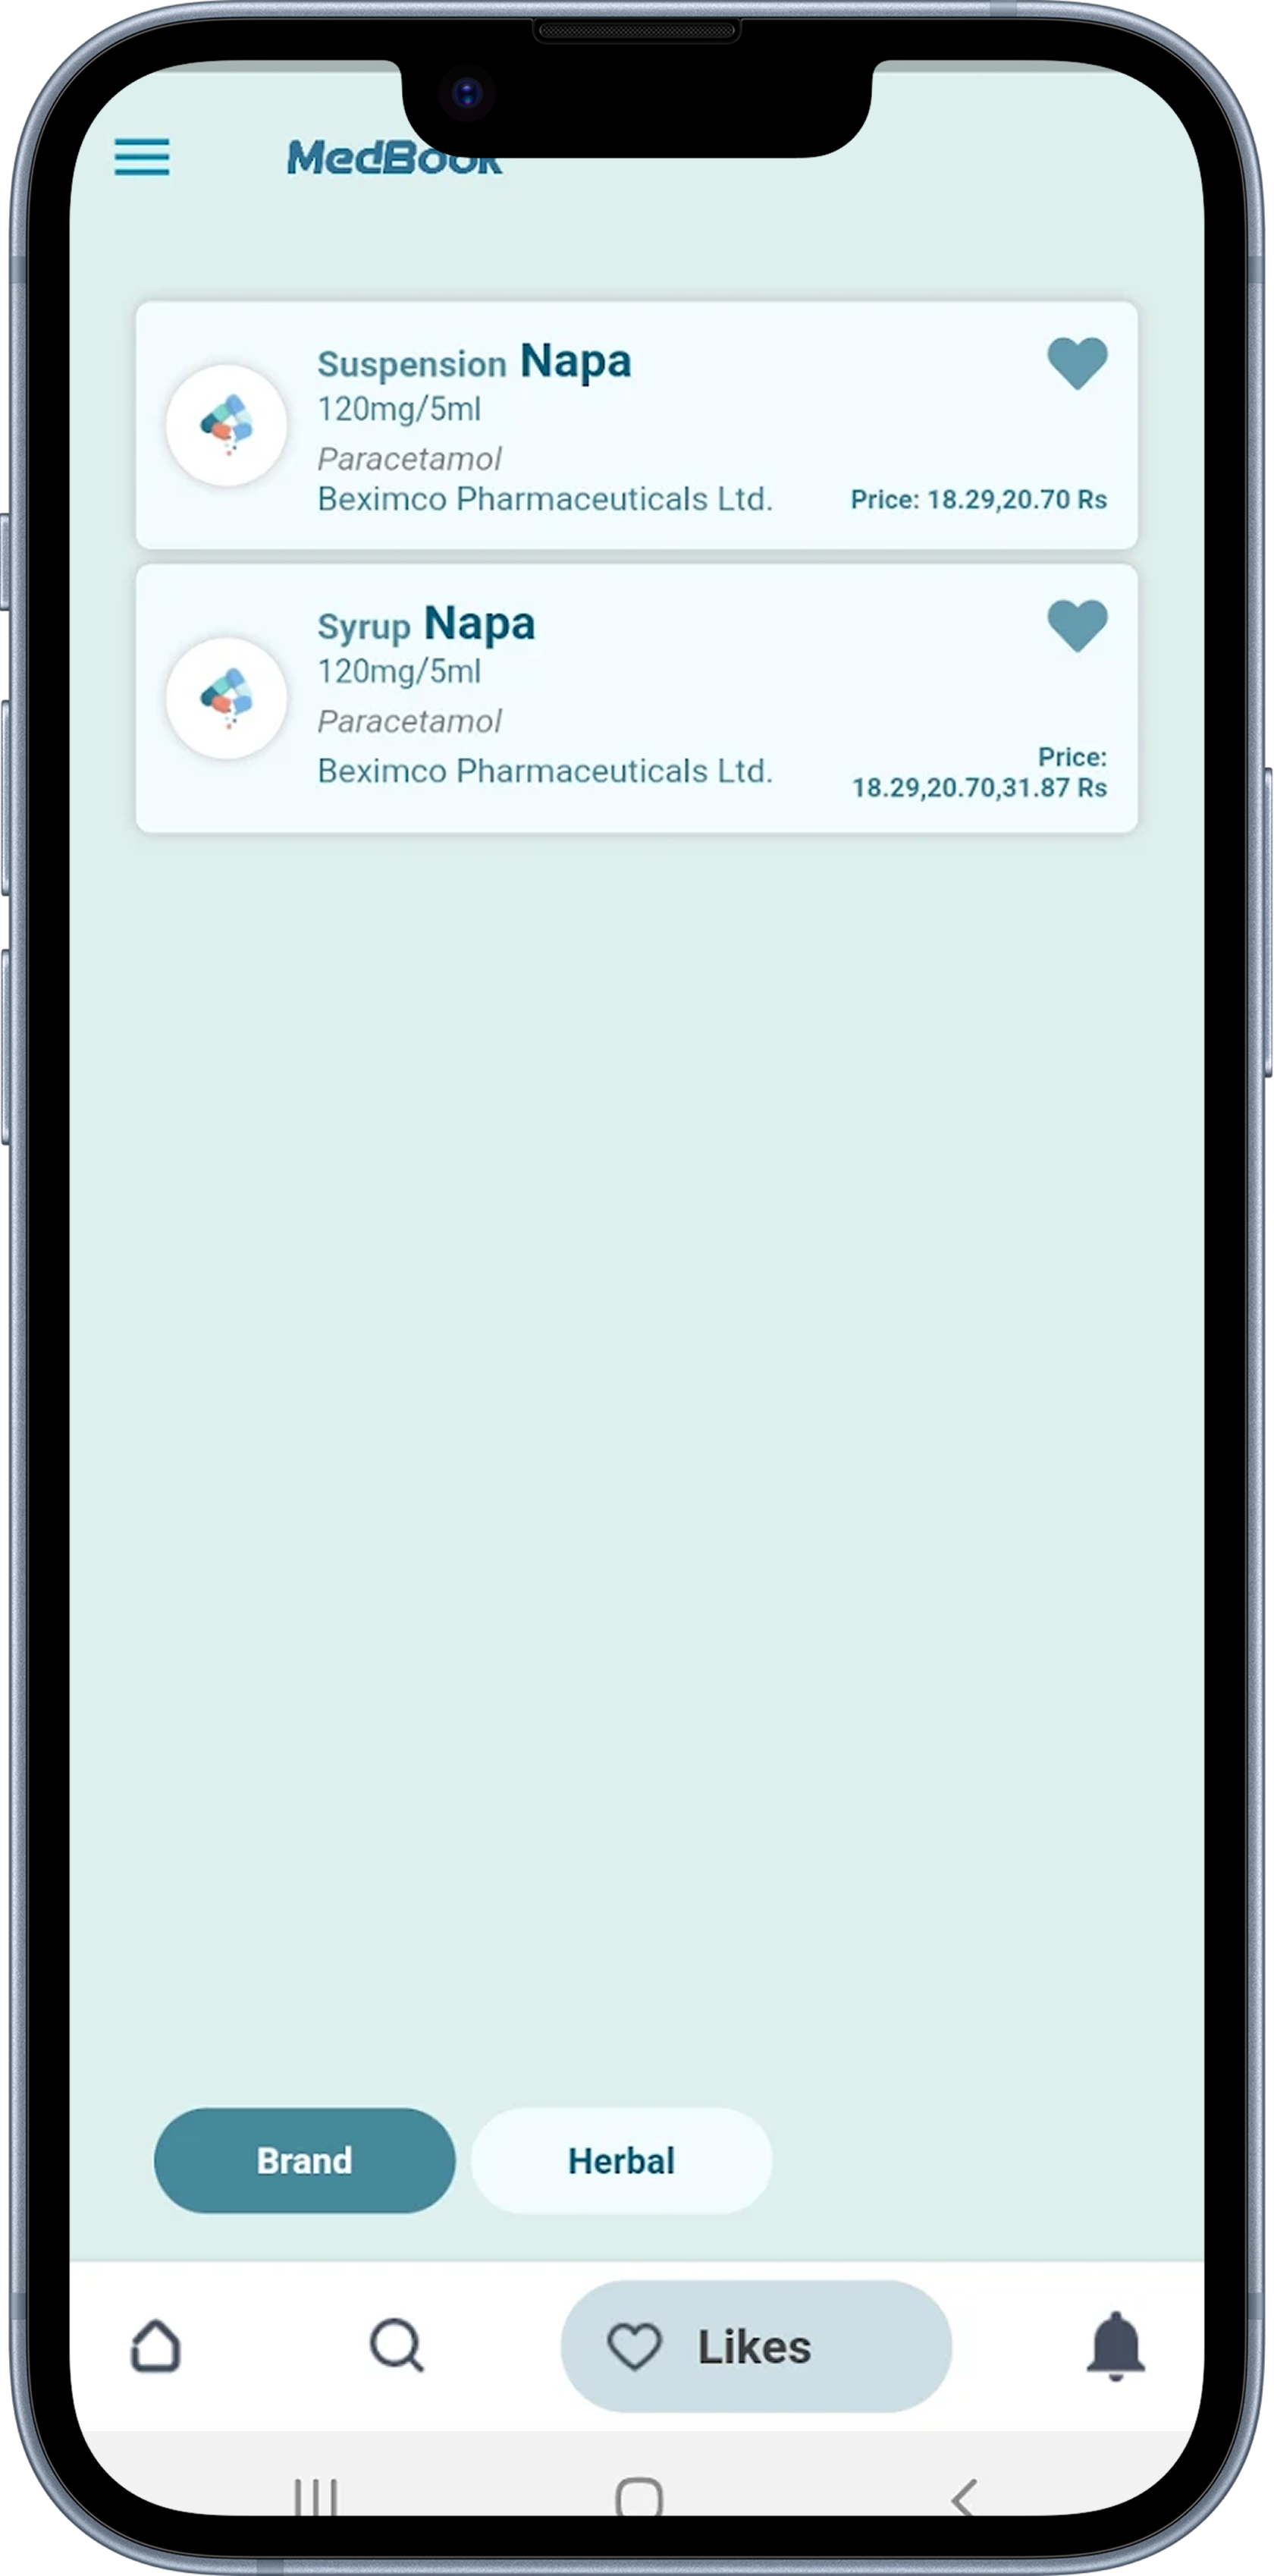 MedBook
Suspension Napa
120mg/5ml
Paracetamol
Beximco Pharmaceuticals Ltd.
Price: 18.29,20.70 Rs
Syrup Napa
120mg/5ml
Paracetamol
Beximco Pharmaceuticals Ltd.
Price:
18.29,20.70,31.87 Rs
Brand
Herbal
Likes